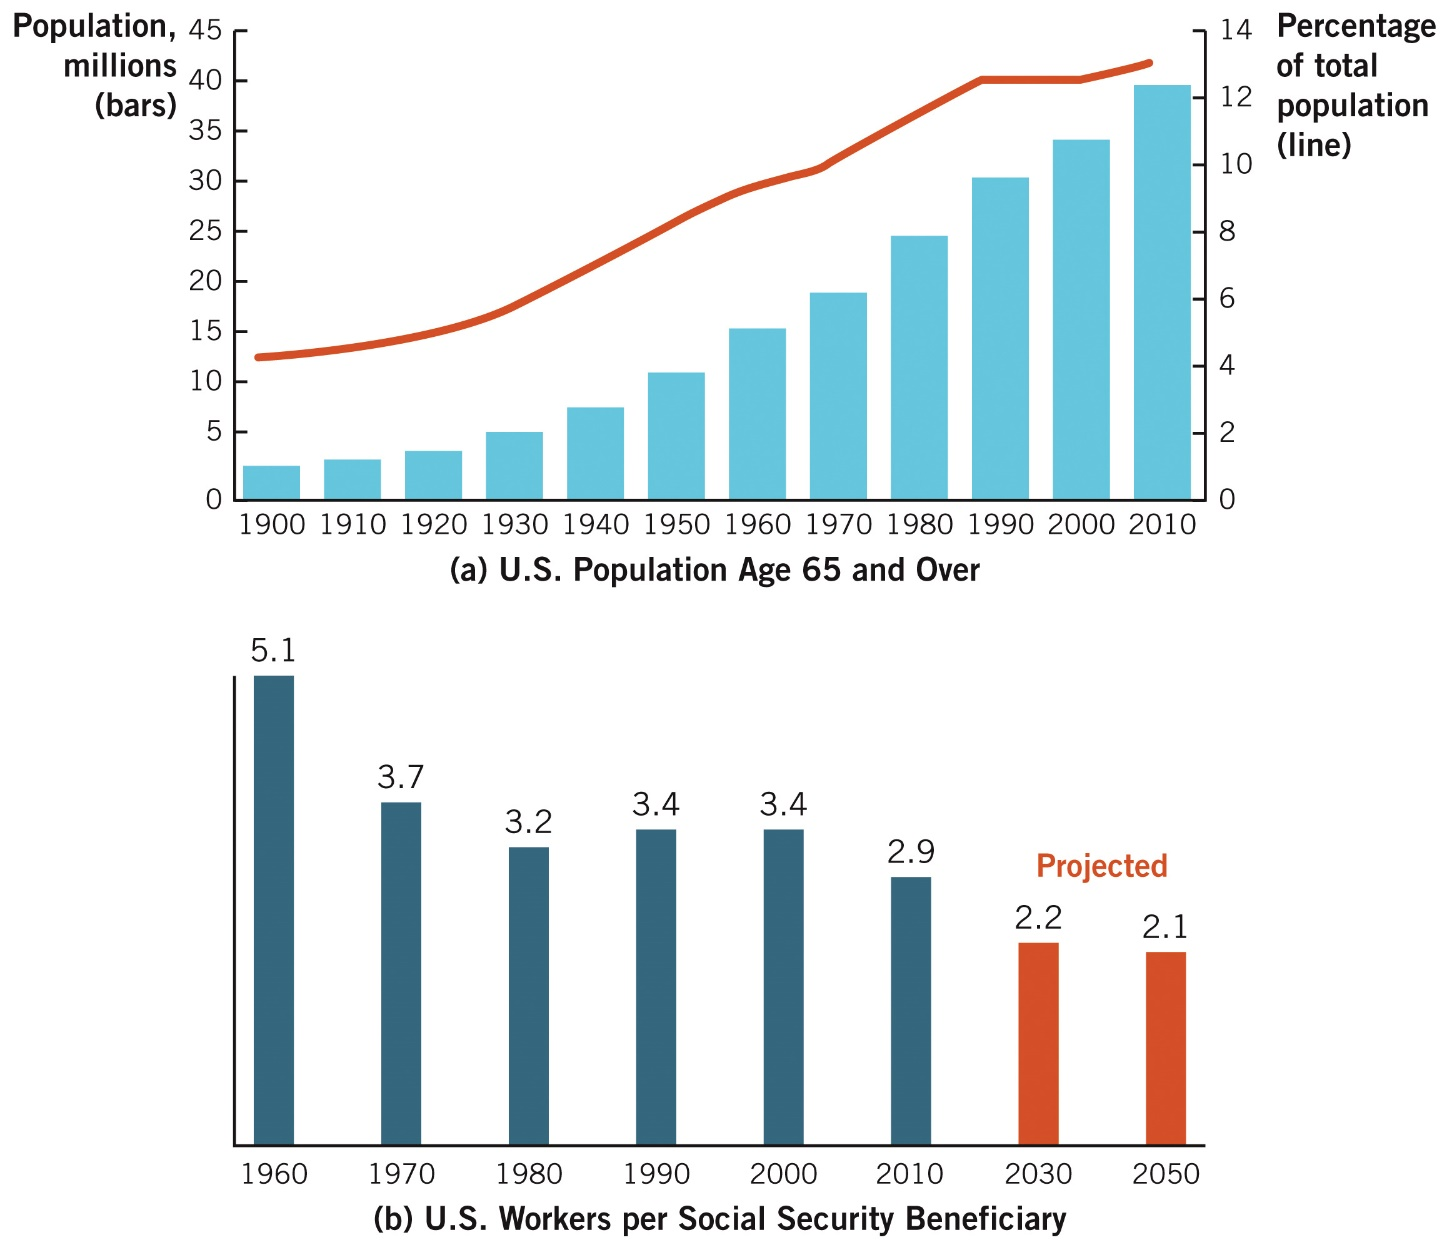 Population,
millions
(bars)
45
40
35
30
25
20
15
10
5
0
14
12
10
8
6
4
2
0
Percentage
of total
population
(line)
1900 1910 1920 1930 1940 1950 1960 1970 1980 1990 2000 2010
(a) U.S. Population Age 65 and Over
5.1
3.7
3.2
3.4
3.4
2.9
Projected
2.2
2.1
1960 1970 1980 1990 2000 2010 2030 2050
(b) U.S. Workers per Social Security Beneficiary